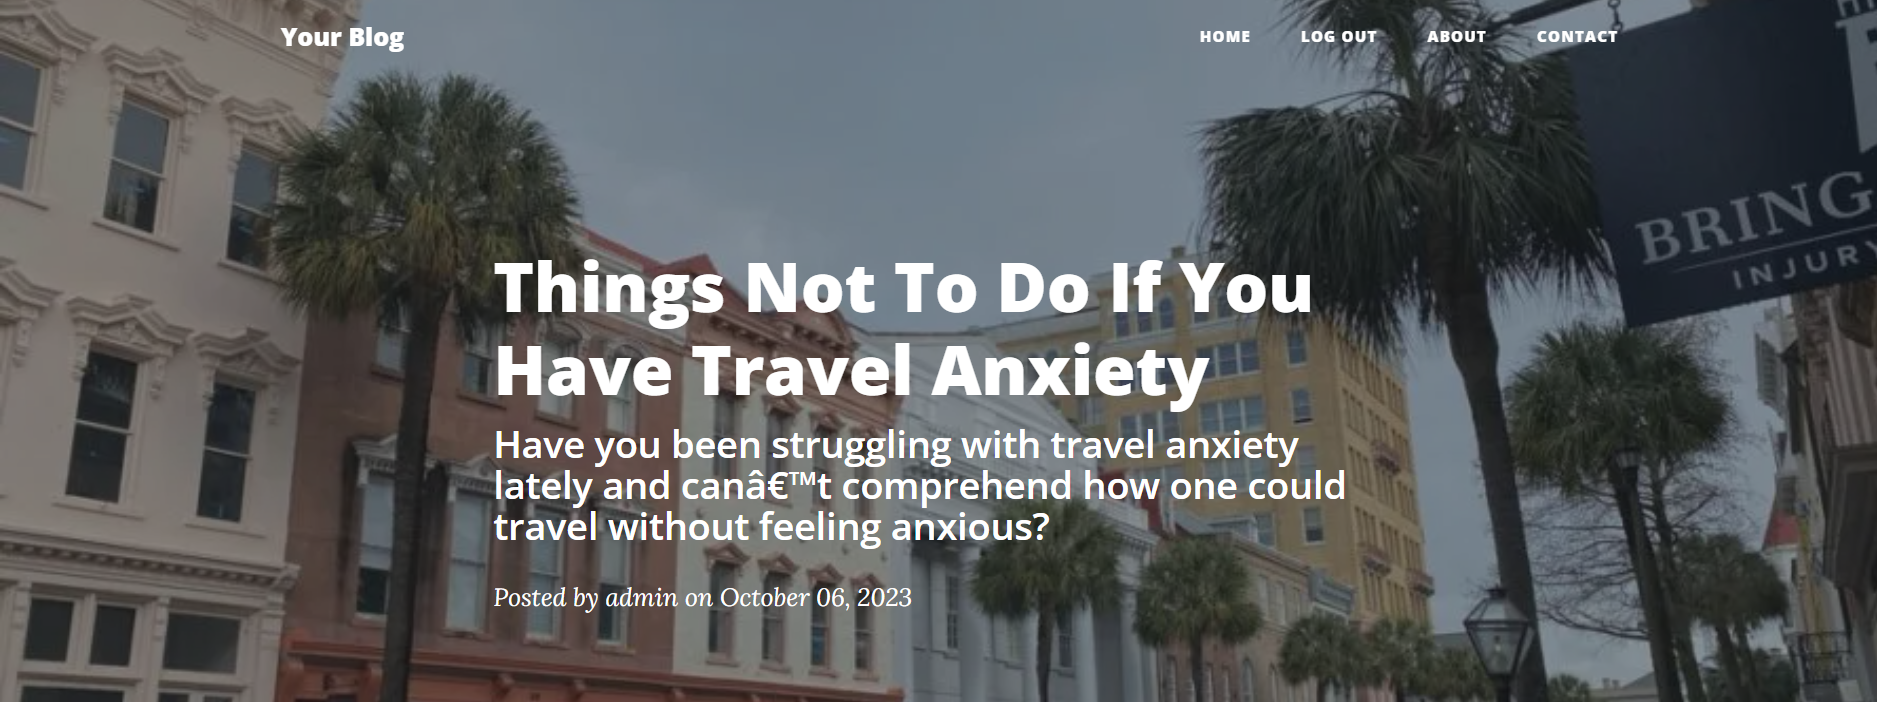 Your Blog
HOME LOG OUT ABOUT CONTACT
BRING
INJURY
Things Not To Do If You
Have Travel Anxiety
Have you been struggling with travel anxiety
lately and canâ€™t comprehend how one could
travel without feeling anxious?
Posted by admin on October 06, 2023